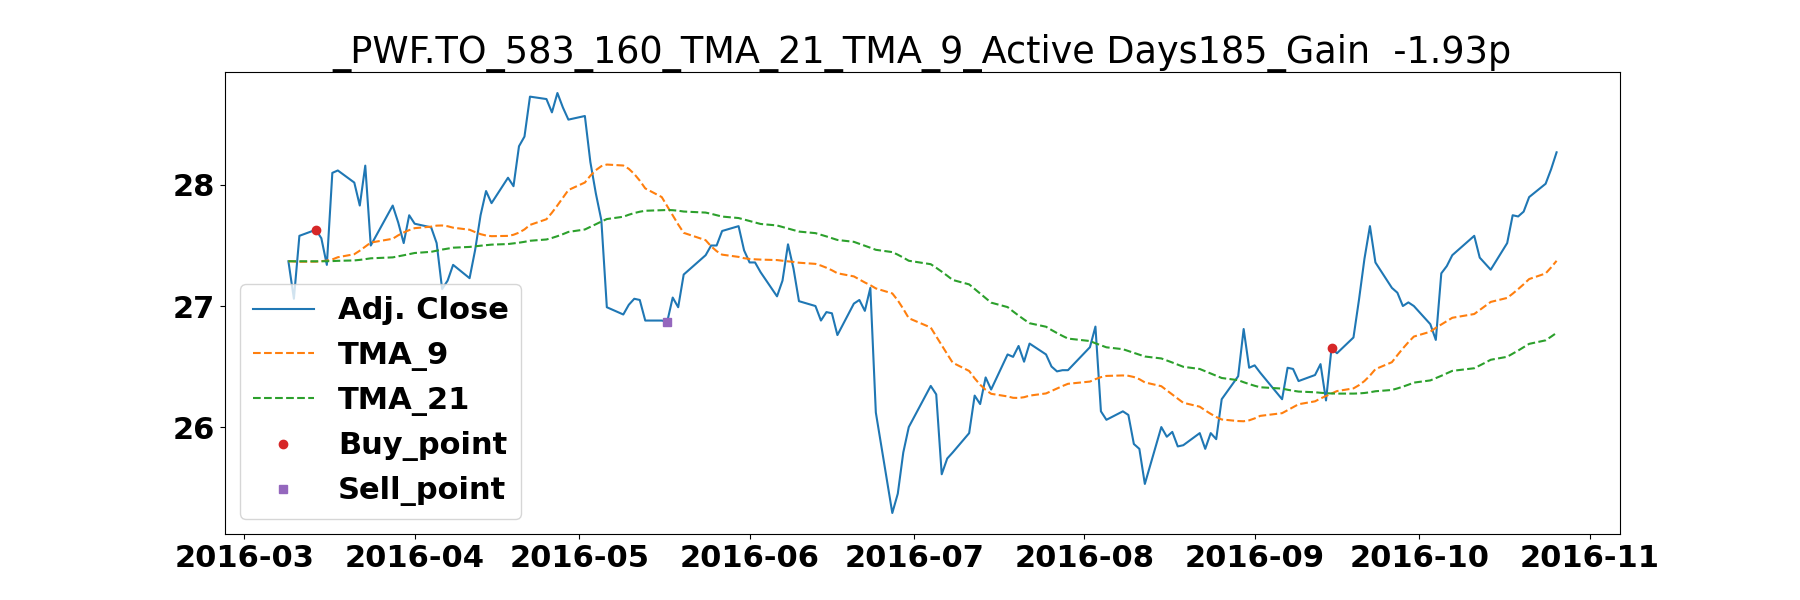 _PWF.TO_583_160_TMA_21_TMA_9_Active Days185_Gain  -1.93p
28
27
26
Adj. Close
TMA_9
TMA_21
Buy_point
Sell_point
2016-03 2016-04 2016-05 2016-06 2016-07 2016-08 2016-09 2016-10 2016-11